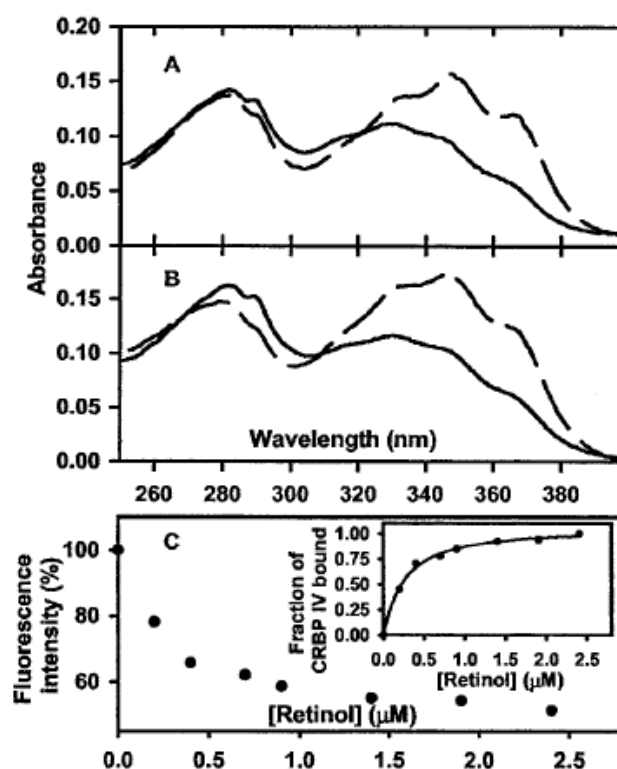 0.20
A
0.15
0.10
0.05
0.00
Absorbance
B
0.15
0.10
0.05
0.00
Wavelength (nm)
260 280 300 320 340 360 380
C
100
80
60
Fluorescence
intensity (%)
1.00
0.75
0.50
0.25
0.00
Fraction of
CRBP IV bound
0.0 0.5 1.0 1.5 2.0 2.5
[Retinol] (μM)
[Retinol] (μM)
0.0 0.5 1.0 1.5 2.0 2.5